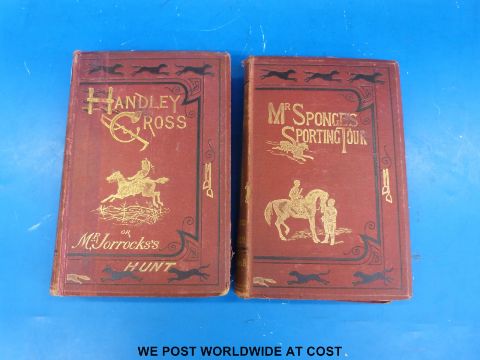 HANDLEY
CROSS
OR
MR JORROCKS'S
HUNT
MR SPONGE'S
SPORTING TOUR
WE POST WORLDWIDE AT COST